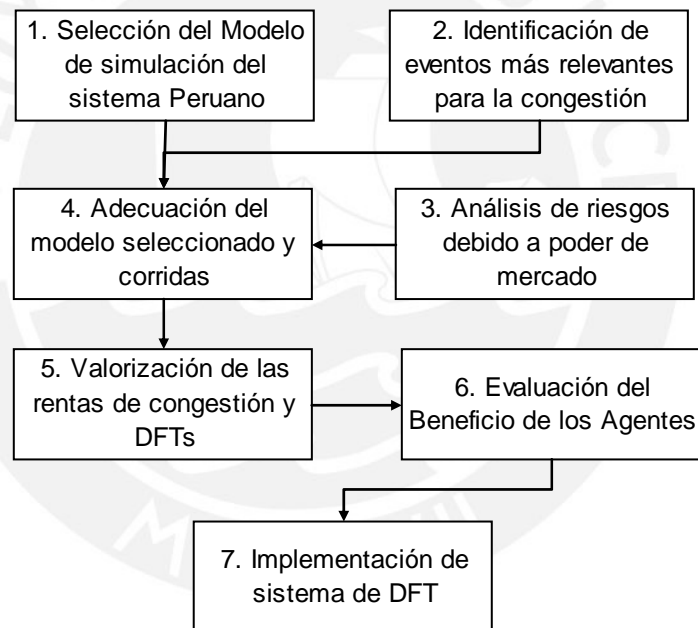 1. Selección del Modelo
de simulación del
sistema Peruano
2. Identificación de
eventos más relevantes
para la congestión
4. Adecuación del
modelo seleccionado y
corridas
3. Análisis de riesgos
debido a poder de
mercado
5. Valorización de las
rentas de congestión y
DFTs
6. Evaluación del
Beneficio de los Agentes
7. Implementación de
sistema de DFT